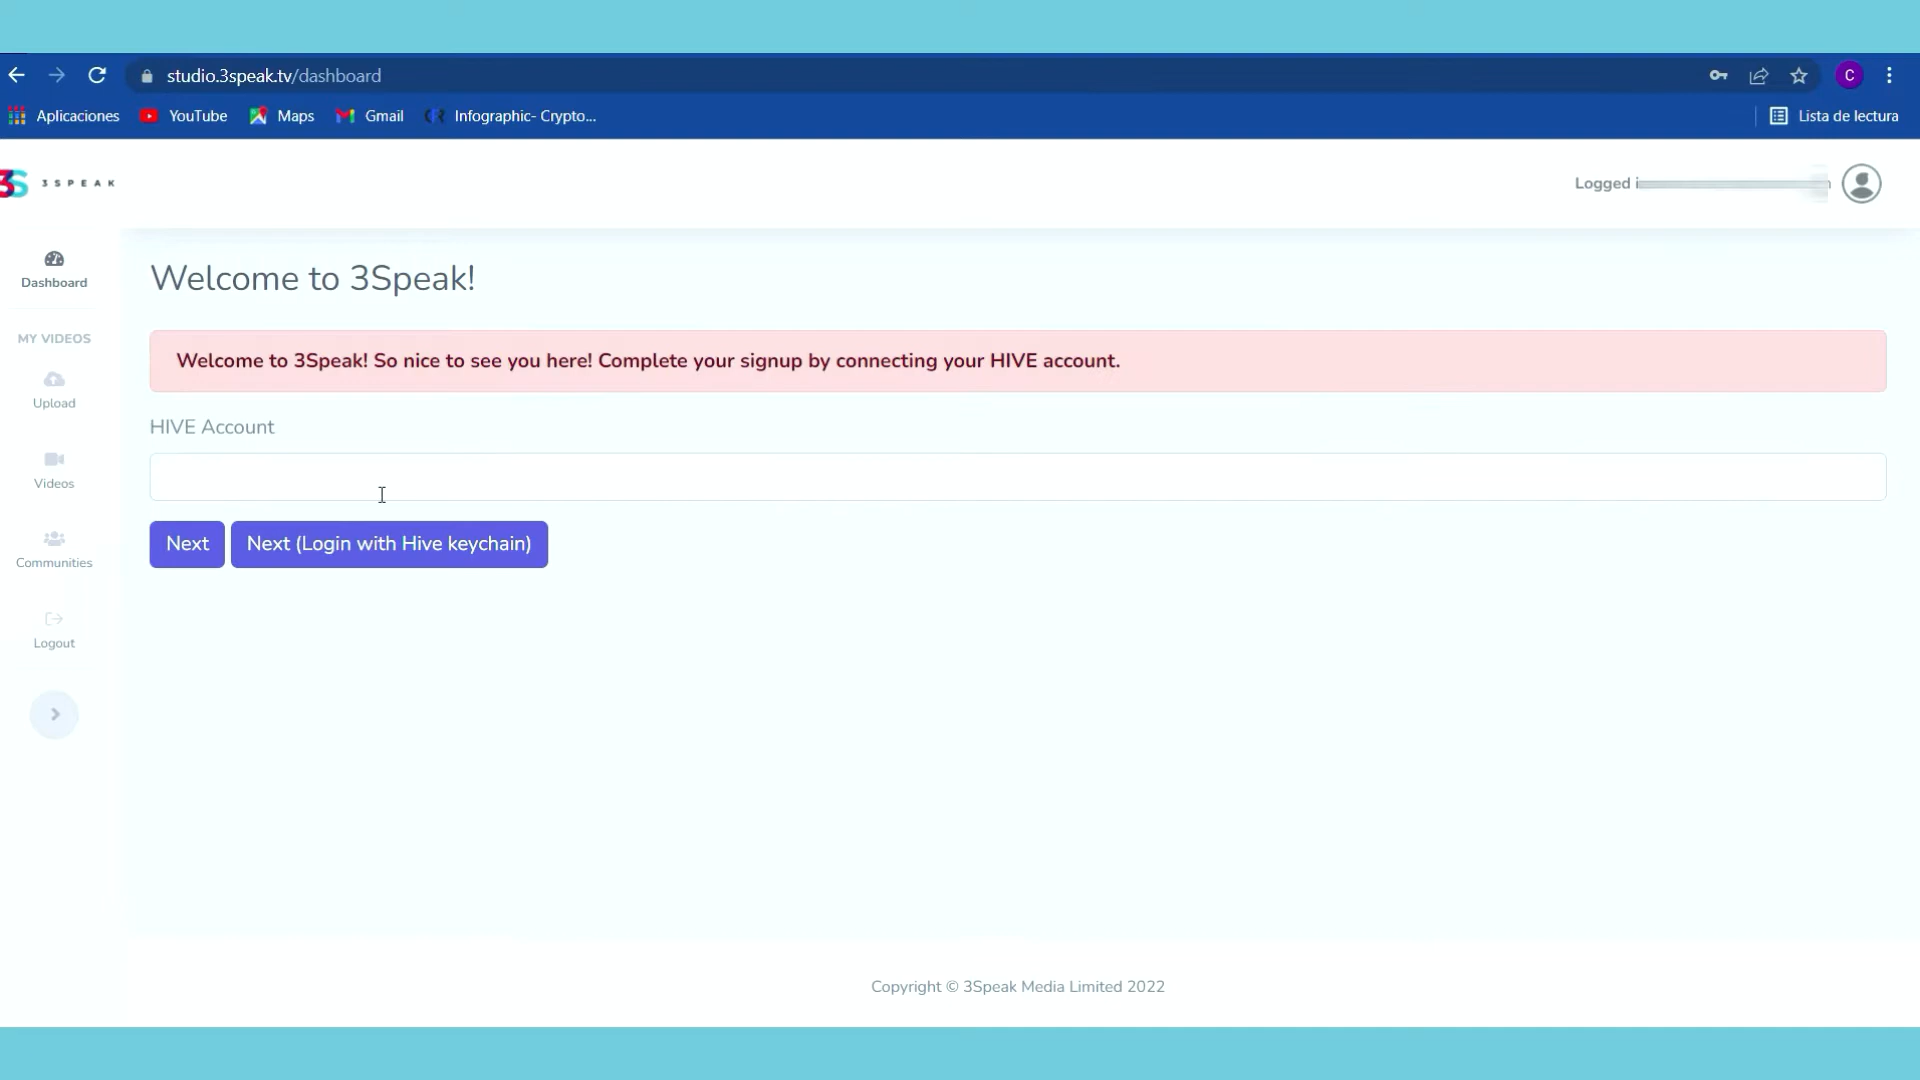 studio.3speak.tv/dashboard
C
Aplicaciones YouTube Maps Gmail Infographic- Crypto... Lista de lectura
3S 3SPEAK
Logged
Dashboard
MY VIDEOS
Upload
Videos
Communities
Logout
Welcome to 3Speak!
Welcome to 3Speak! So nice to see you here! Complete your signup by connecting your HIVE account.
HIVE Account
Next Next (Login with Hive keychain)
Copyright © 3Speak Media Limited 2022